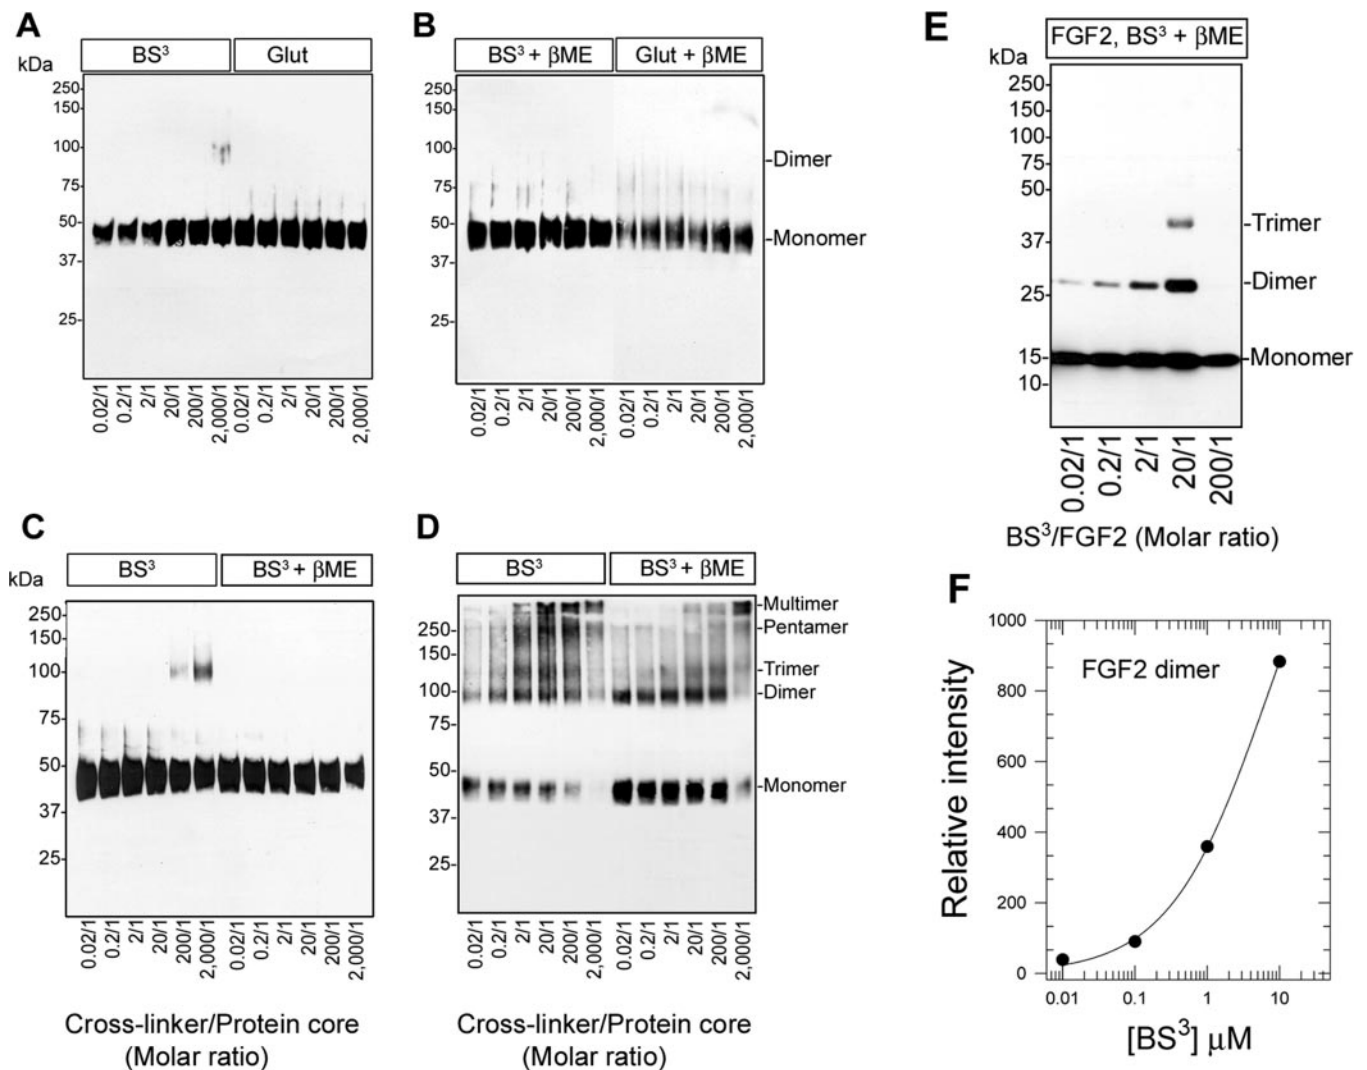 A
BS³
Glut
kDa
250-
150-
100-
75-
50-
37-
25-
0.02/1
0.2/1
2/1
20/1
200/1
2,000/1
0.02/1
0.2/1
2/1
20/1
200/1
2,000/1
B
BS³ + βME
Glut + βME
250-
150-
100-
75-
50-
37-
25-
-Dimer
-Monomer
0.02/1
0.2/1
2/1
20/1
200/1
2,000/1
0.02/1
0.2/1
2/1
20/1
200/1
2,000/1
C
BS³
BS³ + βME
kDa
250-
150-
100-
75-
50-
37-
25-
0.02/1
0.2/1
2/1
20/1
200/1
2,000/1
0.02/1
0.2/1
2/1
20/1
200/1
2,000/1
Cross-linker/Protein core
(Molar ratio)
D
BS³
BS³ + βME
250-
150-
100-
75-
50-
37-
25-
-Multimer
-Pentamer
-Trimer
-Dimer
-Monomer
0.02/1
0.2/1
2/1
20/1
200/1
2,000/1
0.02/1
0.2/1
2/1
20/1
200/1
2,000/1
Cross-linker/Protein core
(Molar ratio)
E
FGF2, BS³ + βME
kDa
250-
150-
100-
75-
50-
37-
25-
15-
10-
-Trimer
-Dimer
-Monomer
0.02/1
0.2/1
2/1
20/1
200/1
BS³/FGF2 (Molar ratio)
F
FGF2 dimer
Relative intensity
1000
800
600
400
200
0
0.01
0.1
1
10
[BS³] μM